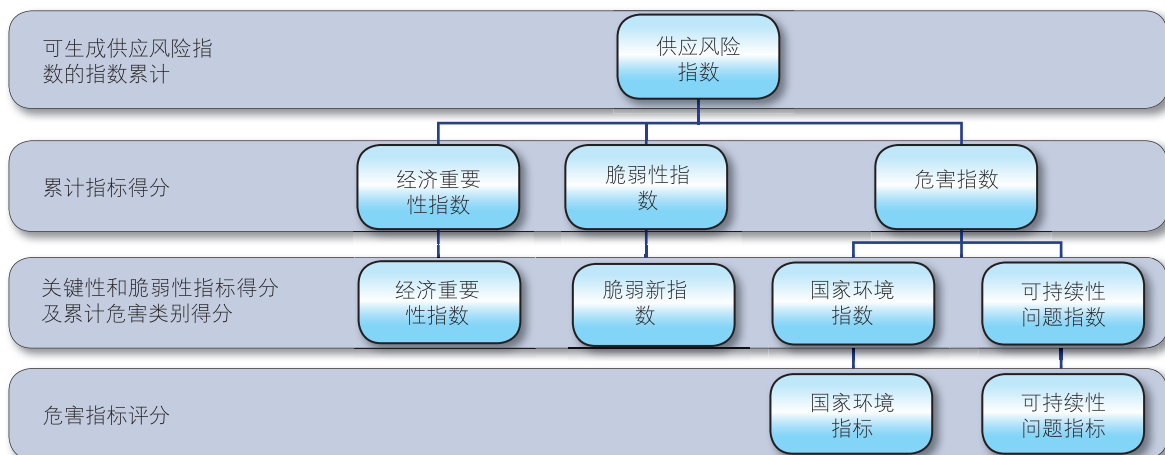 可生成供应风险指
数的指数累计
供应风险
指数
累计指标得分
经济重要
性指数
脆弱性指
数
危害指数
关键性和脆弱性指标得分
及累计危害类别得分
经济重要
性指数
脆弱新指
数
国家环境
指数
可持续性
问题指数
危害指标评分
国家环境
指标
可持续性
问题指标